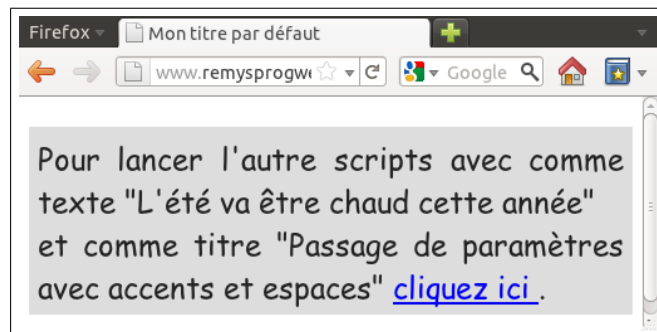 Firefox
Mon titre par défaut
www.remysprogwe
Google
Pour lancer l'autre scripts avec comme
texte "L'été va être chaud cette année"
et comme titre "Passage de paramètres
avec accents et espaces" cliquez ici .